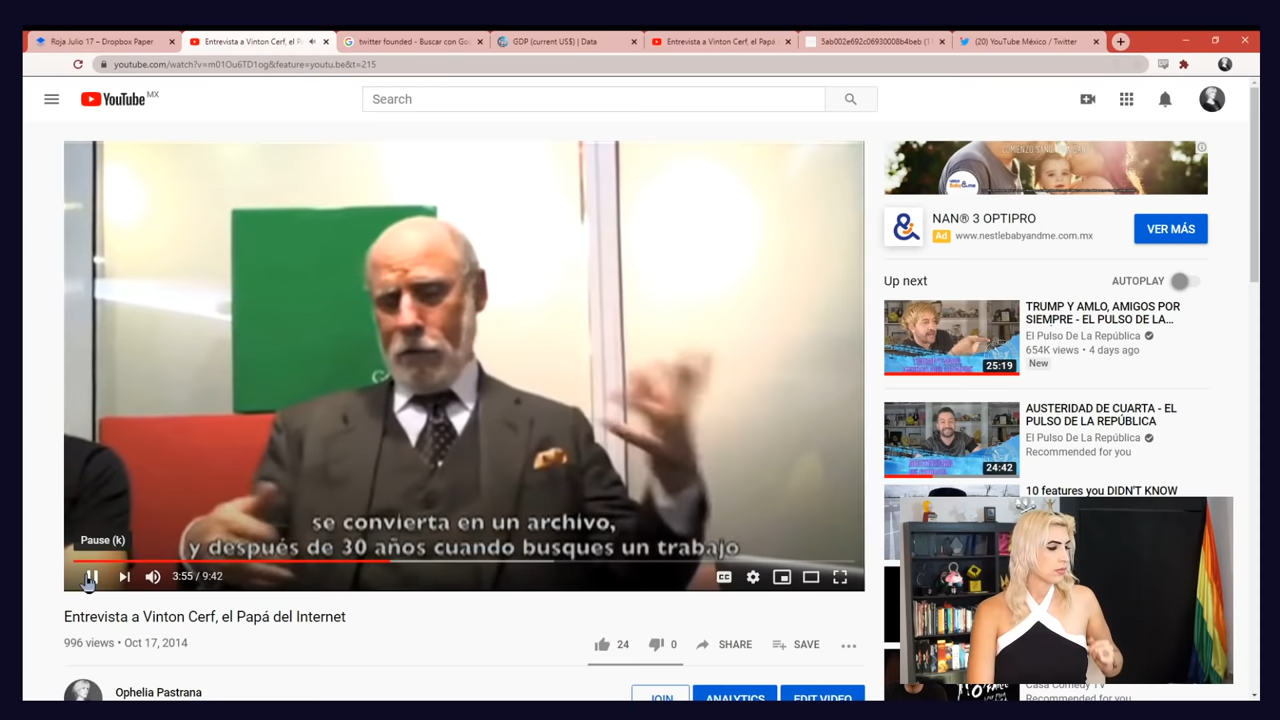 Roja Julio 17 – Dropbox Paper
Entrevista a Vinton Cerf, el P
twitter founded - Buscar con Go
GDP (current US$) | Data
Entrevista a Vinton Cerf, el Papá
5ab002e692c06930008b4beb (1
(20) YouTube México / Twitter
youtube.com/watch?v=m01Ou6TD1og&feature=youtu.be&t=215
YouTube MX
Search
COMIENZO SANO
NAN® 3 OPTIPRO
Ad www.nestlebabyandme.com.mx
VER MÁS
Up next
AUTOPLAY
TRUMP Y AMLO, AMIGOS POR
SIEMPRE - EL PULSO DE LA...
El Pulso De La República
654K views • 4 days ago
New
25:19
AUSTERIDAD DE CUARTA - EL
PULSO DE LA REPÚBLICA
El Pulso De La República
Recommended for you
24:42
10 features you DIDN'T KNOW
se convierta en un archivo,
y después de 30 años cuando busques un trabajo
Pause (k)
3:55 / 9:42
CC
Entrevista a Vinton Cerf, el Papá del Internet
996 views • Oct 17, 2014
24
0
SHARE
SAVE
Ophelia Pastrana
JOIN
ANALYTICS
EDIT VIDEO
Casa Comedy TV